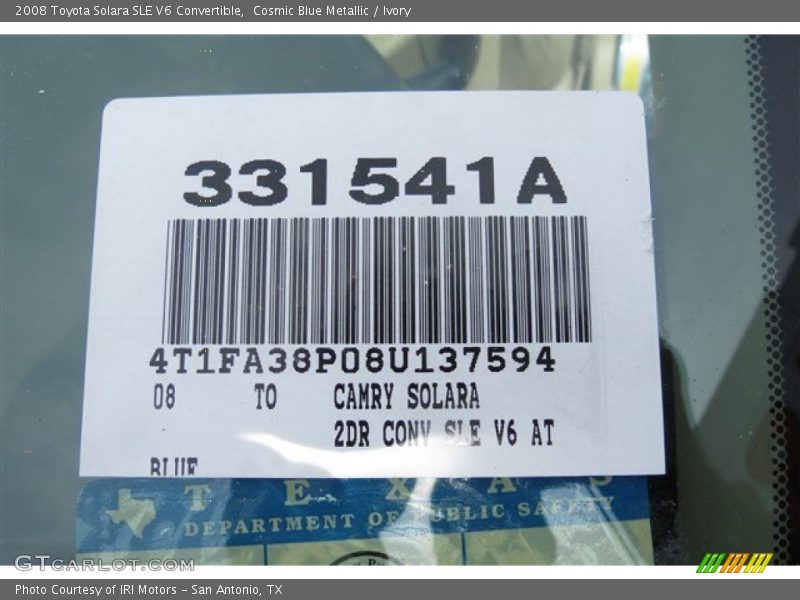 2008 Toyota Solara SLE V6 Convertible,  Cosmic Blue Metallic / Ivory
331541A
4T1FA38P08U137594
08 TO CAMRY SOLARA
2DR CONV SLE V6 AT
BLUE
TEXAS
DEPARTMENT OF PUBLIC SAFETY
GTCarLot.com
Photo Courtesy of IRI Motors - San Antonio, TX